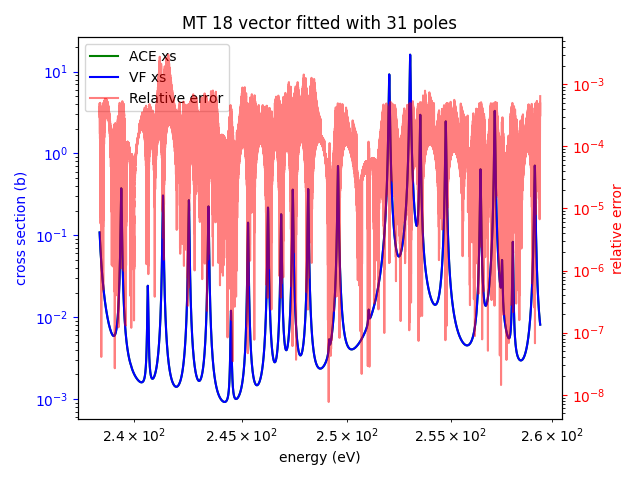 MT 18 vector fitted with 31 poles
ACE xs
VF xs
Relative error
cross section (b)
10¹
10⁰
10⁻¹
10⁻²
10⁻³
relative error
10⁻³
10⁻⁴
10⁻⁵
10⁻⁶
10⁻⁷
10⁻⁸
2.4 × 10² 2.45 × 10² 2.5 × 10² 2.55 × 10² 2.6 × 10²
energy (eV)